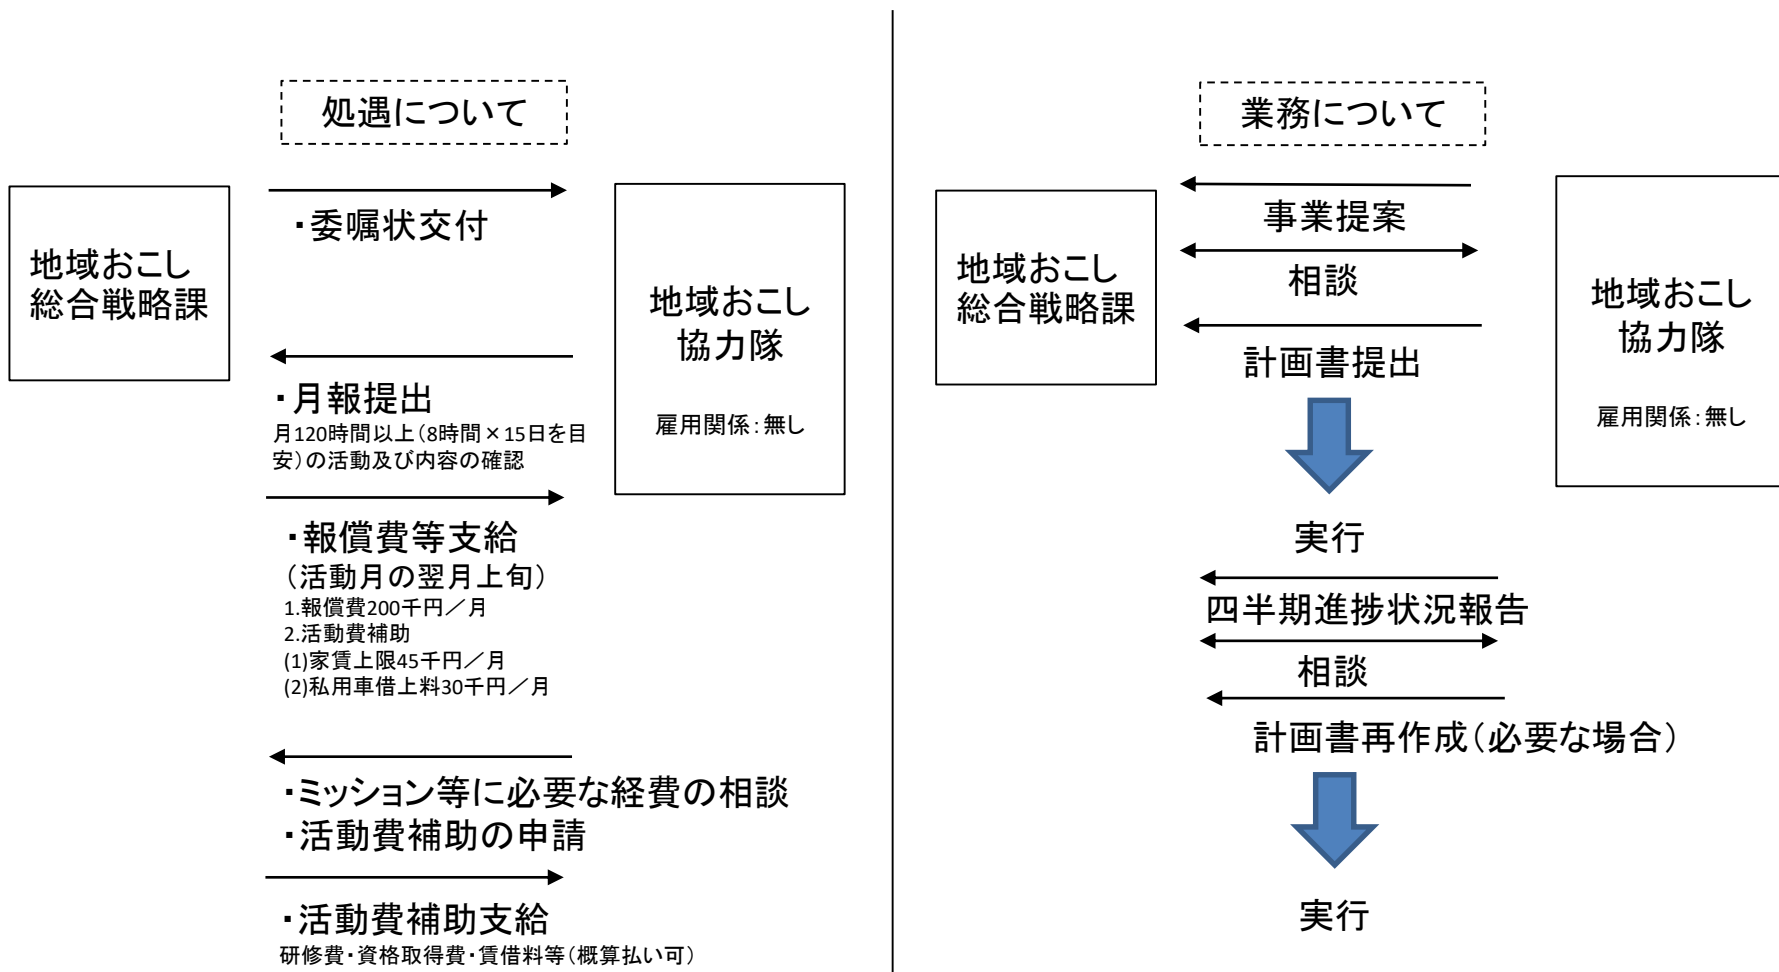 処遇について
地域おこし
総合戦略課
・委嘱状交付
地域おこし
協力隊
雇用関係：無し
・月報提出
月120時間以上（8時間×15日を目
安）の活動及び内容の確認
・報償費等支給
（活動月の翌月上旬）
1.報償費200千円／月
2.活動費補助
(1)家賃上限45千円／月
(2)私用車借上料30千円／月
・ミッション等に必要な経費の相談
・活動費補助の申請
・活動費補助支給
研修費・資格取得費・賃借料等（概算払い可）
業務について
地域おこし
総合戦略課
事業提案
相談
計画書提出
地域おこし
協力隊
雇用関係：無し
実行
四半期進捗状況報告
相談
計画書再作成（必要な場合）
実行